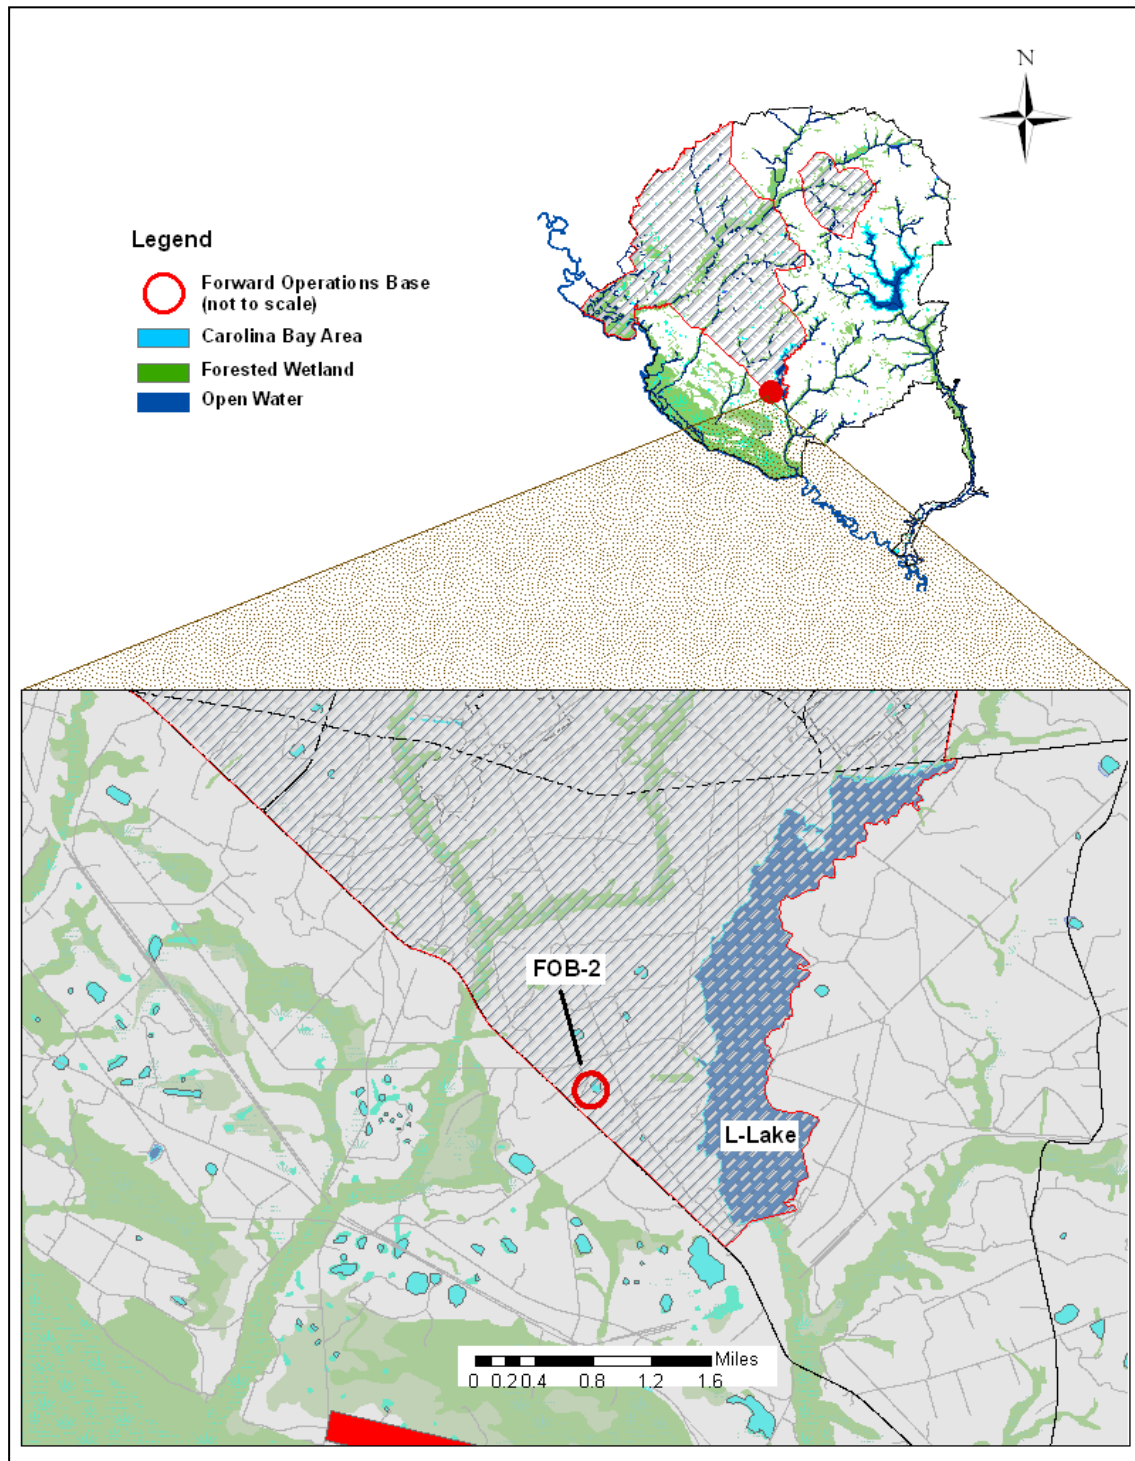 N
Legend
Forward Operations Base
(not to scale)
Carolina Bay Area
Forested Wetland
Open Water
FOB-2
L-Lake
Miles
0 0.2 0.4 0.8 1.2 1.6